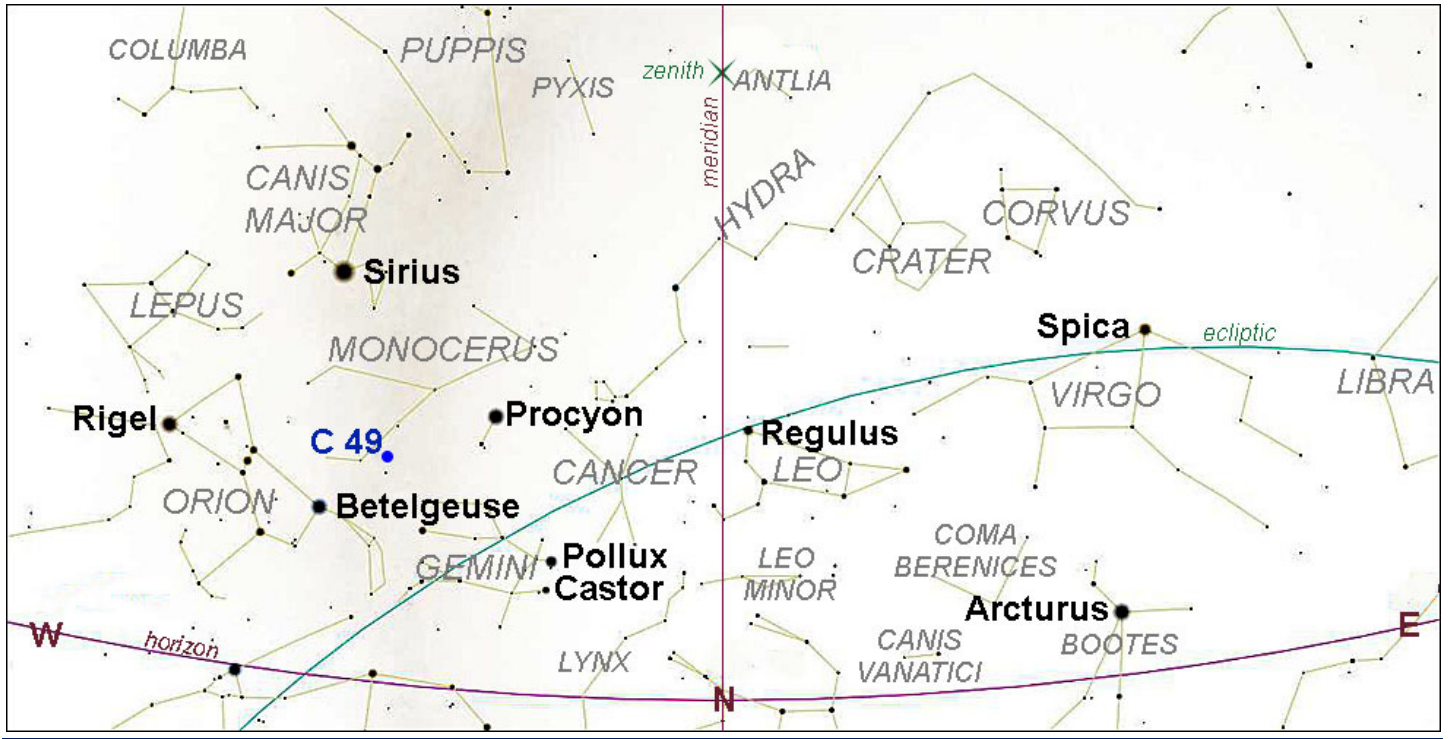 COLUMBA
PUPPIS
PYXIS
zenith
ANTLIA
meridian
CANIS
MAJOR
HYDRA
CORVUS
CRATER
Sirius
LEPUS
MONOCERUS
Spica
ecliptic
LIBRA
VIRGO
Rigel
Procyon
C 49
Regulus
CANCER
LEO
ORION
Betelgeuse
GEMINI
Pollux
Castor
LEO
MINOR
COMA
BERENICES
Arcturus
BOOTES
W
horizon
LYNX
CANIS
VANATICI
E
N